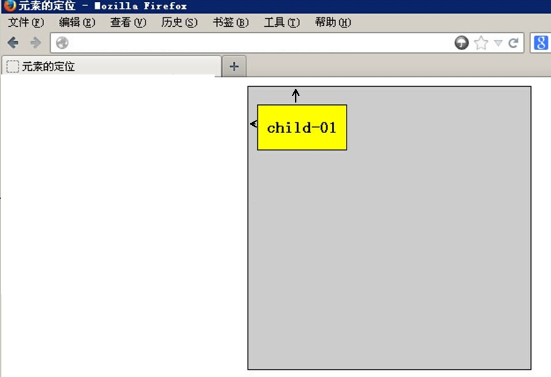 元素的定位 - Mozilla Firefox
文件(F) 编辑(E) 查看(V) 历史(S) 书签(B) 工具(T) 帮助(H)
8
元素的定位
child-01